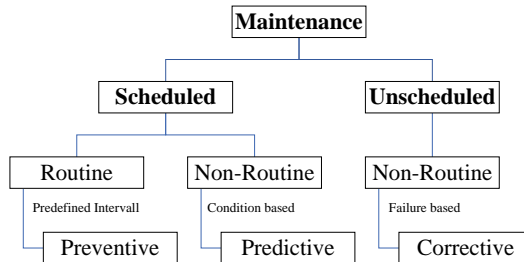 Maintenance
Scheduled
Unscheduled
Routine
Non-Routine
Non-Routine
Predefined Intervall
Condition based
Failure based
Preventive
Predictive
Corrective